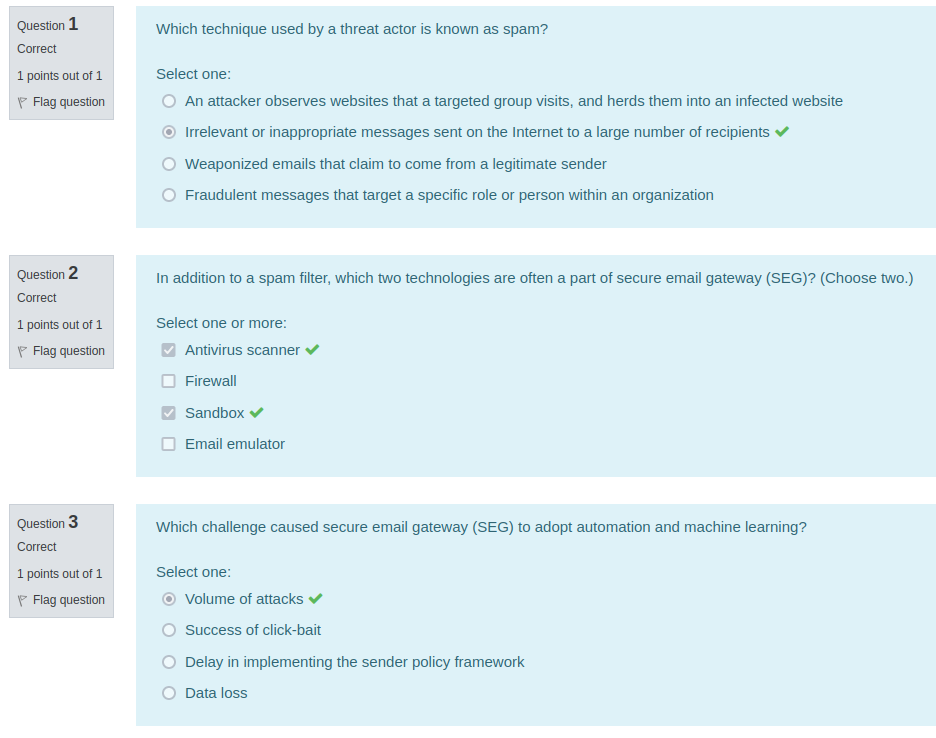 Question 1
Correct
1 points out of 1
Flag question
Which technique used by a threat actor is known as spam?
Select one:
An attacker observes websites that a targeted group visits, and herds them into an infected website
Irrelevant or inappropriate messages sent on the Internet to a large number of recipients
Weaponized emails that claim to come from a legitimate sender
Fraudulent messages that target a specific role or person within an organization
Question 2
Correct
1 points out of 1
Flag question
In addition to a spam filter, which two technologies are often a part of secure email gateway (SEG)? (Choose two.)
Select one or more:
Antivirus scanner
Firewall
Sandbox
Email emulator
Question 3
Correct
1 points out of 1
Flag question
Which challenge caused secure email gateway (SEG) to adopt automation and machine learning?
Select one:
Volume of attacks
Success of click-bait
Delay in implementing the sender policy framework
Data loss